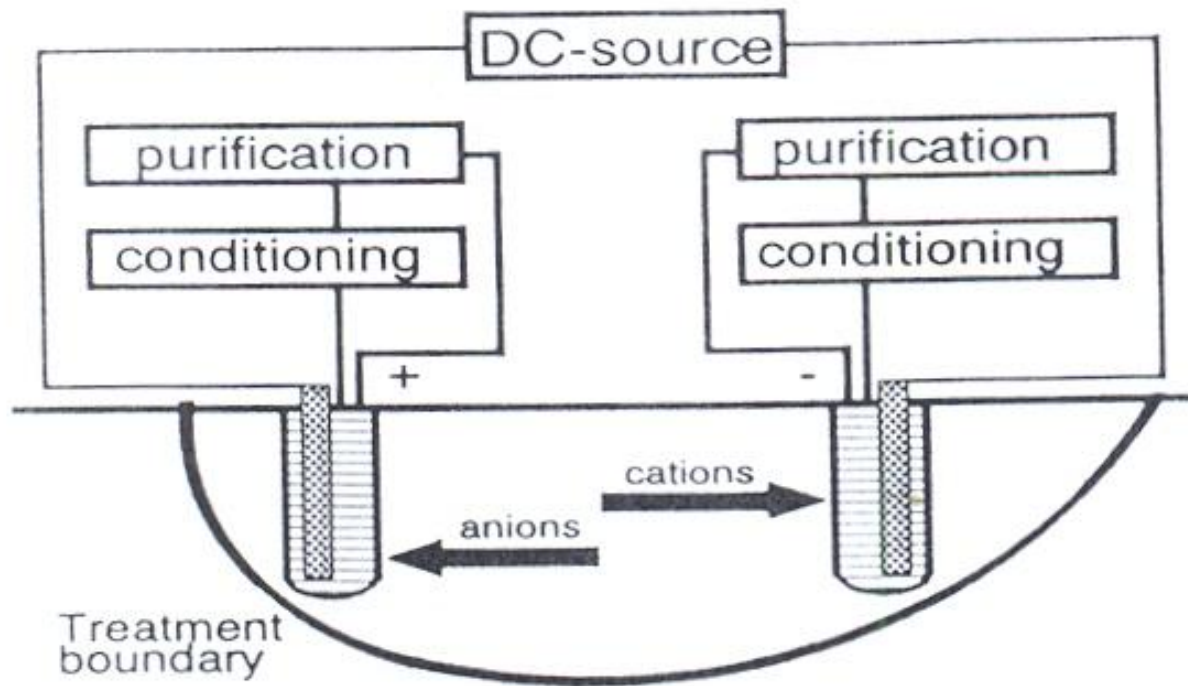 DC-source
purification
purification
conditioning
conditioning
+
-
cations
anions
Treatment
boundary